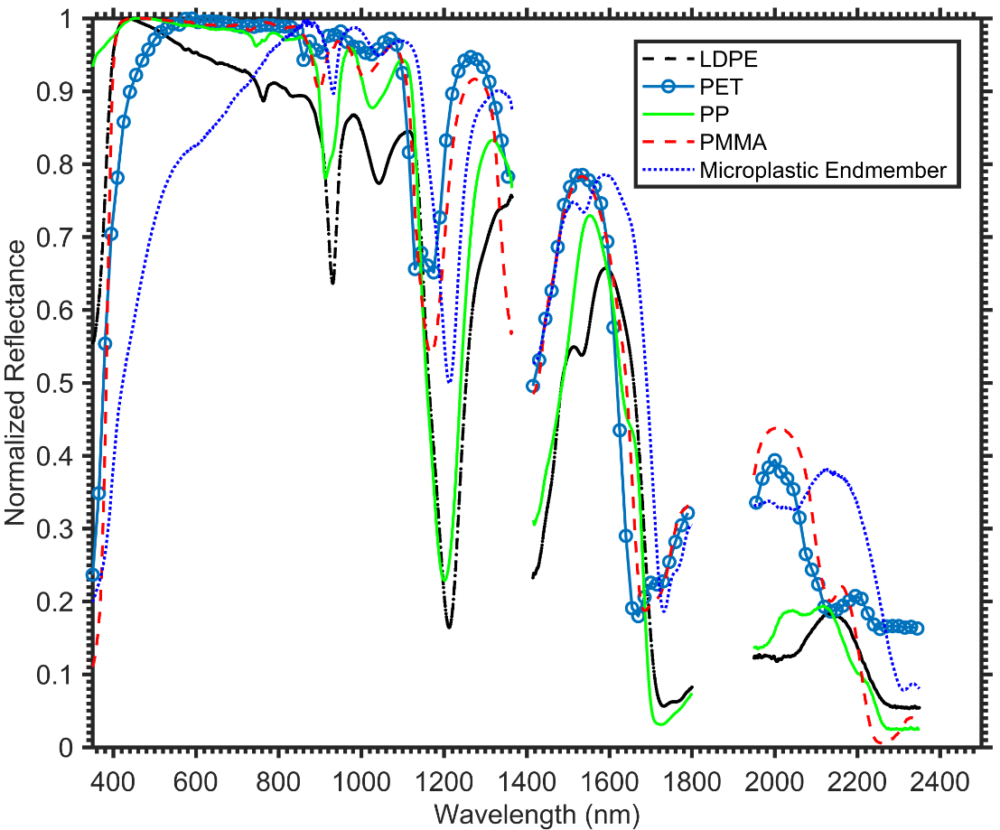 1
0.9
0.8
0.7
0.6
0.5
0.4
0.3
0.2
0.1
0
Normalized Reflectance
LDPE
PET
PP
PMMA
Microplastic Endmember
400 600 800 1000 1200 1400 1600 1800 2000 2200 2400
Wavelength (nm)